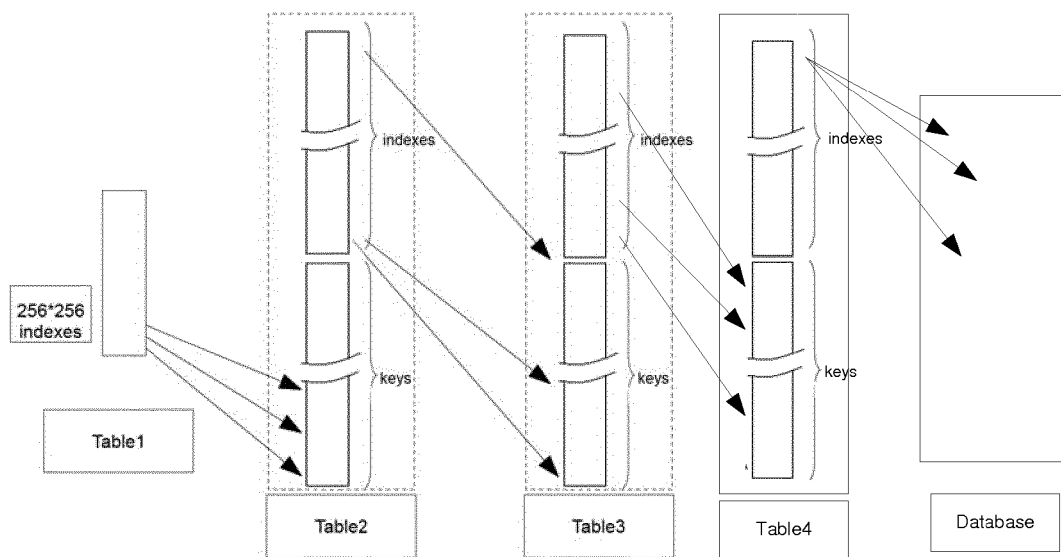 indexes
indexes
indexes
256*256
indexes
keys
keys
keys
Table1
Table2
Table3
Table4
Database